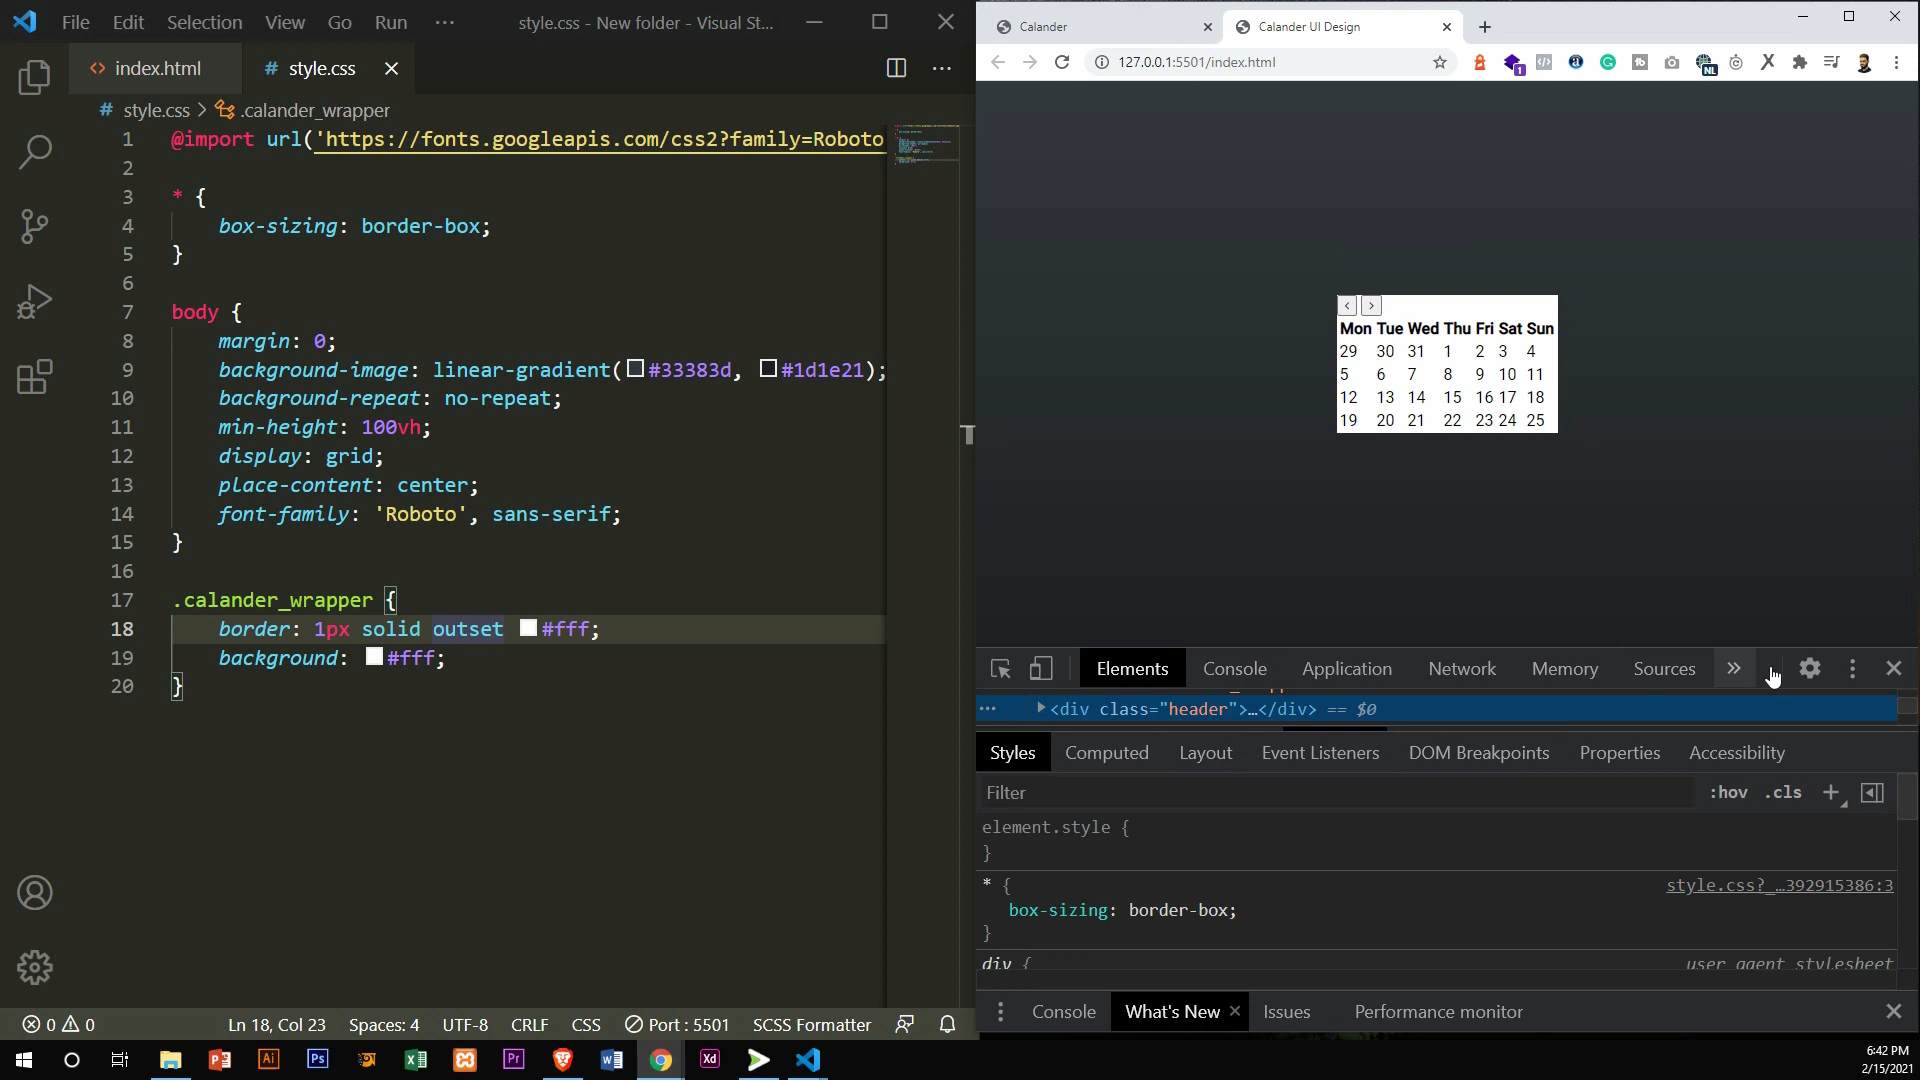 File Edit Selection View Go Run ··· style.css - New folder - Visual St...
index.html # style.css
# style.css > .calander_wrapper
1 @import url('https://fonts.googleapis.com/css2?family=Roboto
2
3 * {
4 box-sizing: border-box;
5 }
6
7 body {
8 margin: 0;
9 background-image: linear-gradient(#33383d, #1d1e21);
10 background-repeat: no-repeat;
11 min-height: 100vh;
12 display: grid;
13 place-content: center;
14 font-family: 'Roboto', sans-serif;
15 }
16
17 .calander_wrapper {
18 border: 1px solid outset #fff;
19 background: #fff;
20 }
0 0 Ln 18, Col 23 Spaces: 4 UTF-8 CRLF CSS Port : 5501 SCSS Formatter
Calander Calander UI Design
127.0.0.1:5501/index.html
1 NL
< >
Mon Tue Wed Thu Fri Sat Sun
29 30 31 1 2 3 4
5 6 7 8 9 10 11
12 13 14 15 16 17 18
19 20 21 22 23 24 25
Elements Console Application Network Memory Sources »
··· <div class="header">…</div> == $0
Styles Computed Layout Event Listeners DOM Breakpoints Properties Accessibility
Filter :hov .cls +
element.style {
}
* { style.css?_…392915386:3
box-sizing: border-box;
}
div { user agent stylesheet
Console What's New Issues Performance monitor
Ai Ps Pr Xd
6:42 PM
2/15/2021